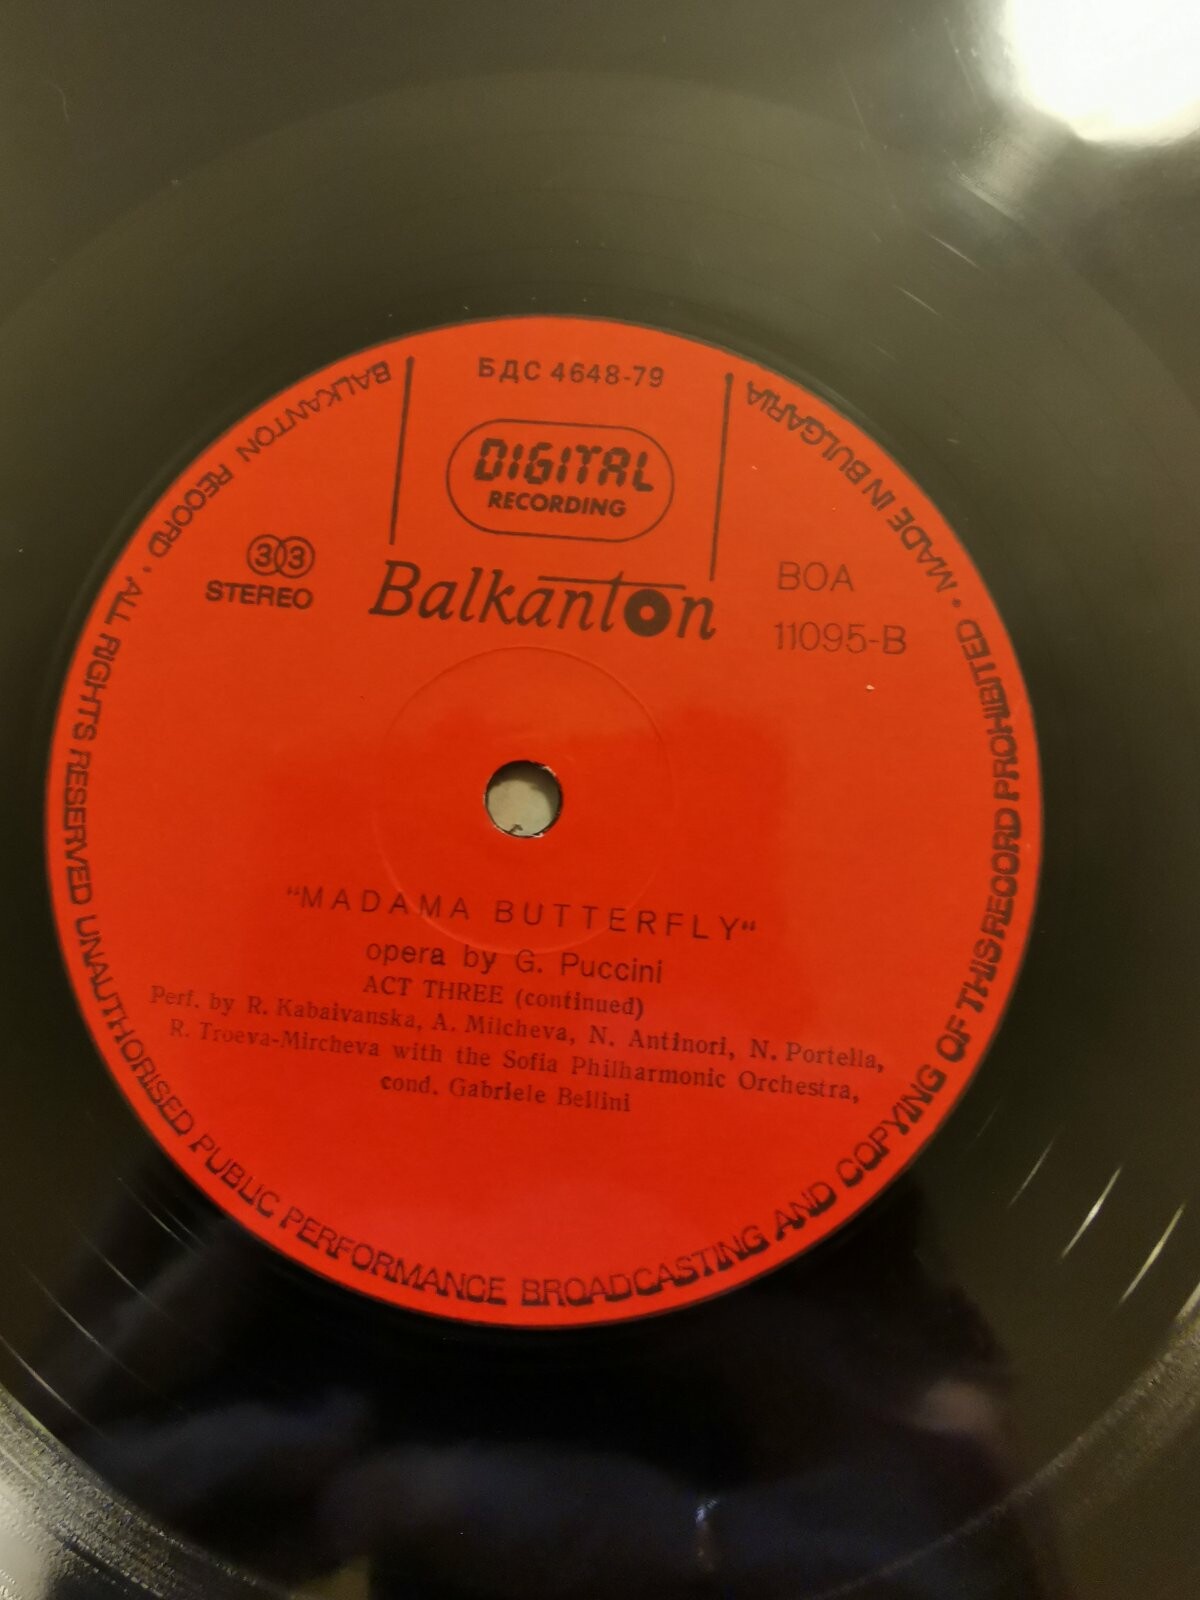 БДС 4648-79
DIGITAL
RECORDING
33
STEREO
Balkanton
BOA
11095-B
"MADAMA BUTTERFLY"
opera by G. Puccini
ACT THREE (continued)
Perf. by R. Kabaivanska, A. Milcheva, N. Antinori, N. Portella,
R. Troeva-Mircheva with the Sofia Philharmonic Orchestra,
cond. Gabriele Bellini
BALKANTON RECORD · ALL RIGHTS RESERVED UNAUTHORISED PUBLIC PERFORMANCE BROADCASTING AND COPYING OF THIS RECORD PROHIBITED · MADE IN BULGARIA